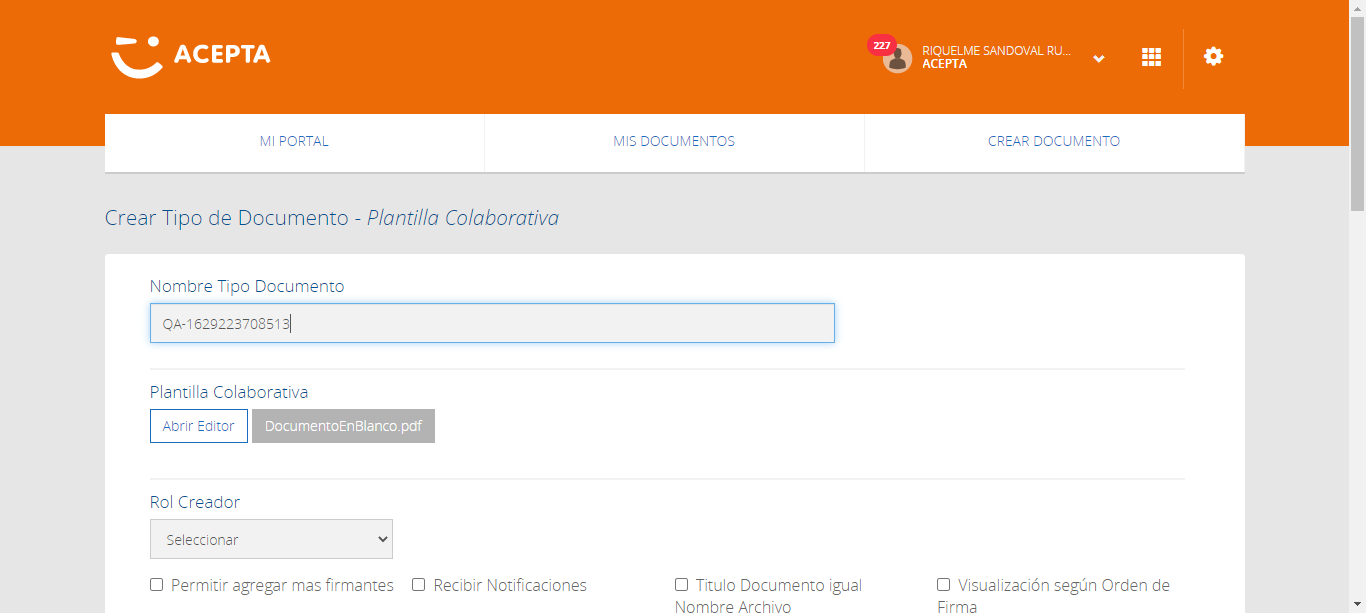 ACEPTA
227
RIQUELME SANDOVAL RU...
ACEPTA
MI PORTAL
MIS DOCUMENTOS
CREAR DOCUMENTO
Crear Tipo de Documento - Plantilla Colaborativa
Nombre Tipo Documento
QA-1629223708513
Plantilla Colaborativa
Abrir Editor
DocumentoEnBlanco.pdf
Rol Creador
Seleccionar
Permitir agregar mas firmantes
Recibir Notificaciones
Titulo Documento igual
Nombre Archivo
Visualización según Orden de
Firma